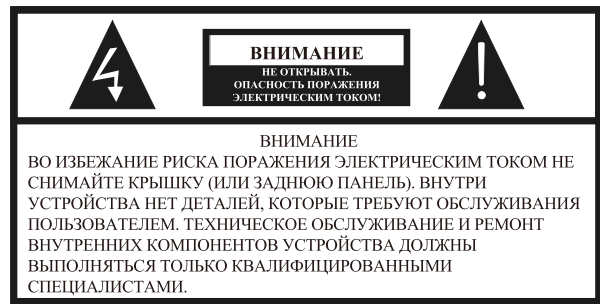 ВНИМАНИЕ
НЕ ОТКРЫВАТЬ.
ОПАСНОСТЬ ПОРАЖЕНИЯ
ЭЛЕКТРИЧЕСКИМ ТОКОМ!
ВНИМАНИЕ
ВО ИЗБЕЖАНИЕ РИСКА ПОРАЖЕНИЯ ЭЛЕКТРИЧЕСКИМ ТОКОМ НЕ
СНИМАЙТЕ КРЫШКУ (ИЛИ ЗАДНЮЮ ПАНЕЛЬ). ВНУТРИ
УСТРОЙСТВА НЕТ ДЕТАЛЕЙ, КОТОРЫЕ ТРЕБУЮТ ОБСЛУЖИВАНИЯ
ПОЛЬЗОВАТЕЛЕМ. ТЕХНИЧЕСКОЕ ОБСЛУЖИВАНИЕ И РЕМОНТ
ВНУТРЕННИХ КОМПОНЕНТОВ УСТРОЙСТВА ДОЛЖНЫ
ВЫПОЛНЯТЬСЯ ТОЛЬКО КВАЛИФИЦИРОВАННЫМИ
СПЕЦИАЛИСТАМИ.